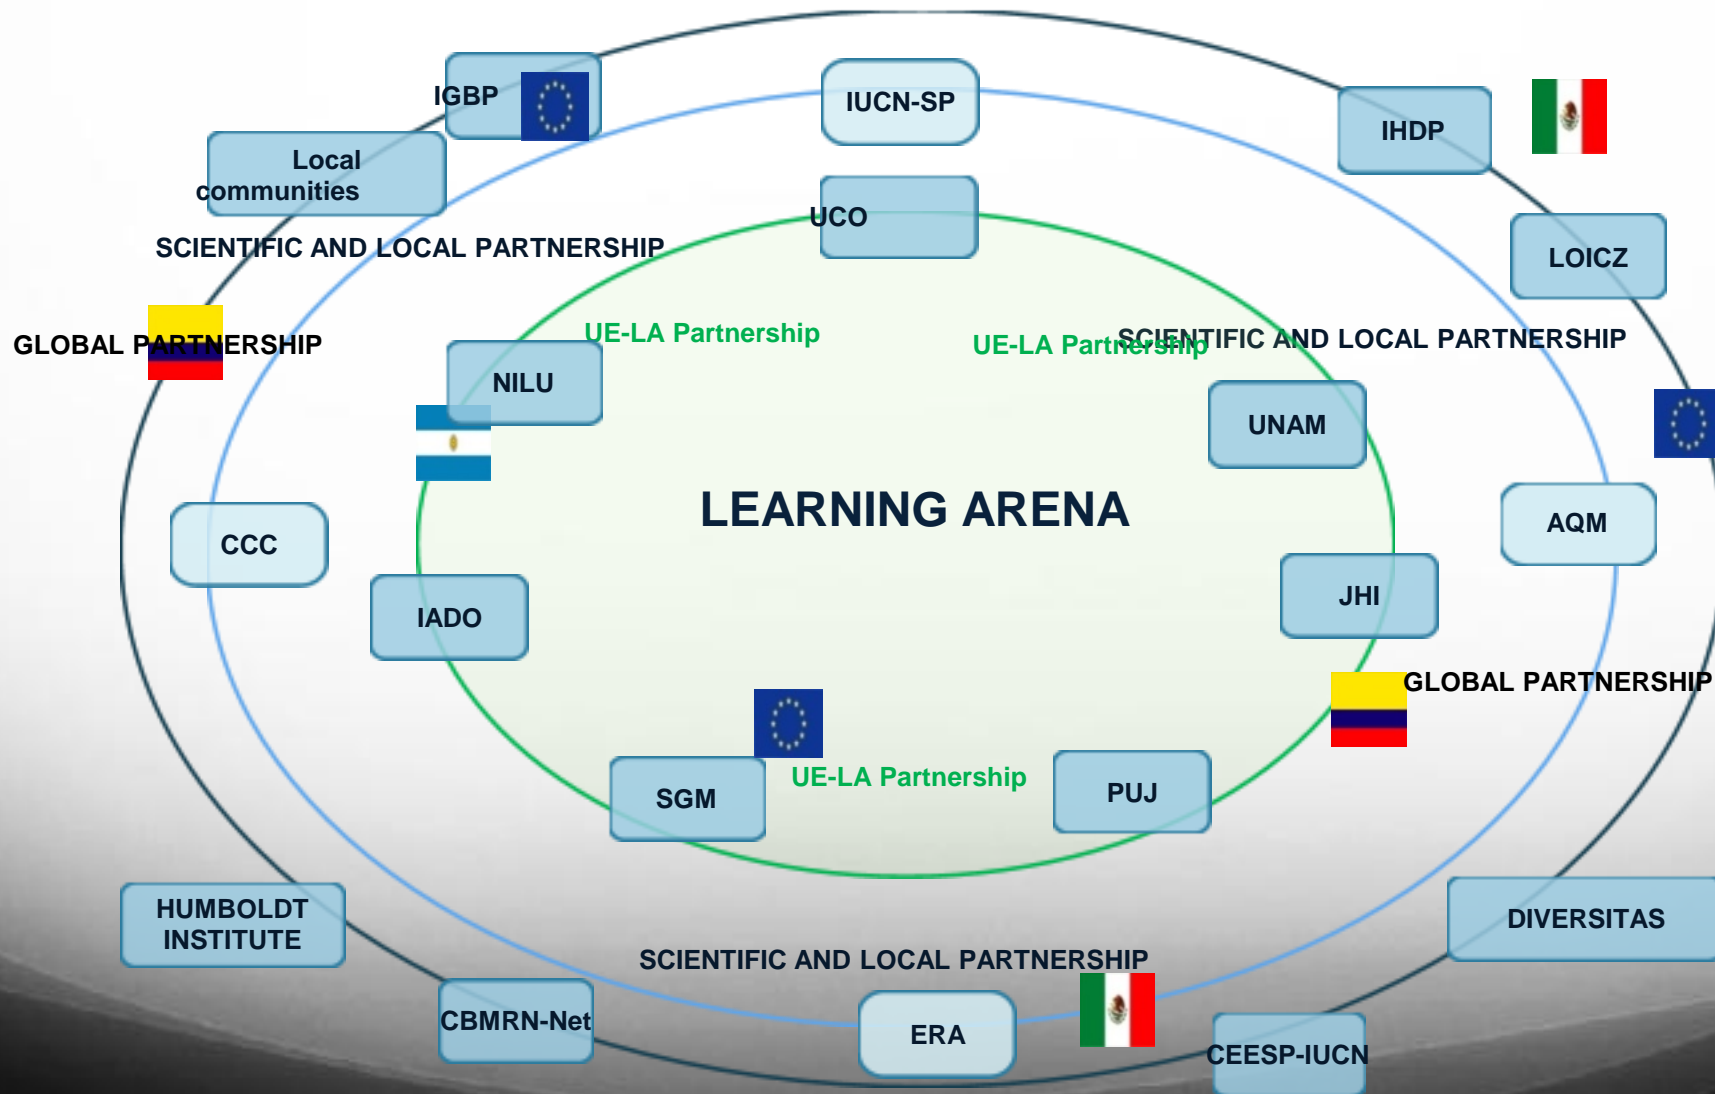 IGBP
IUCN-SP
IHDP
Local
communities
UCO
SCIENTIFIC AND LOCAL PARTNERSHIP
LOICZ
GLOBAL PARTNERSHIP
UE-LA Partnership
UE-LA Partnership
SCIENTIFIC AND LOCAL PARTNERSHIP
NILU
UNAM
LEARNING ARENA
AQM
CCC
JHI
IADO
GLOBAL PARTNERSHIP
UE-LA Partnership
SGM
PUJ
HUMBOLDT
INSTITUTE
DIVERSITAS
SCIENTIFIC AND LOCAL PARTNERSHIP
CBMRN-Net
ERA
CEESP-IUCN